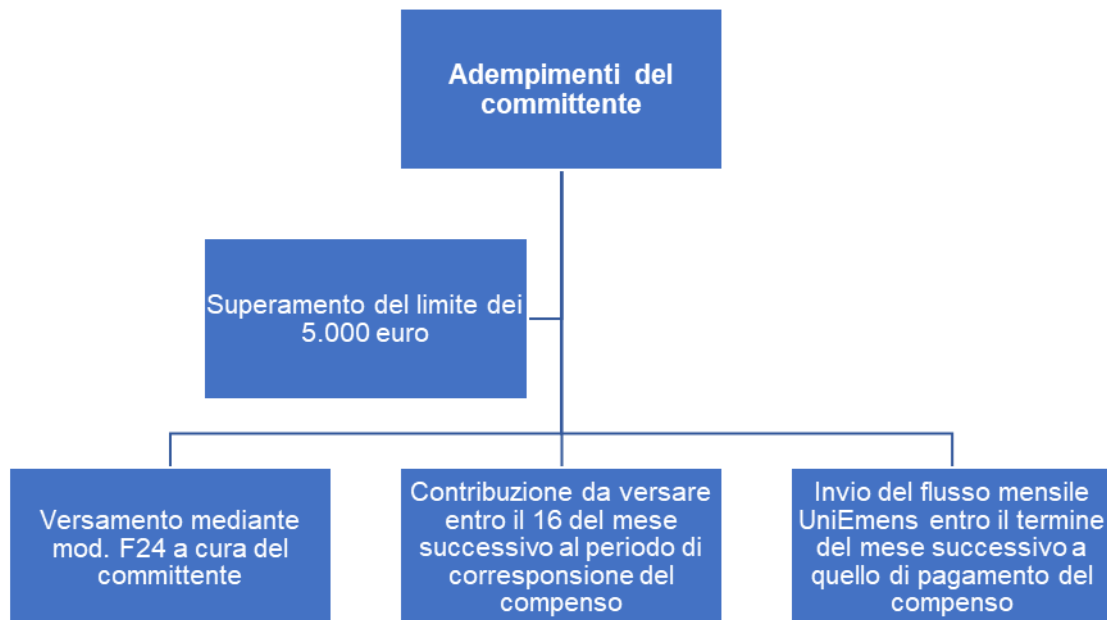 Adempimenti del
committente
Superamento del limite dei
5.000 euro
Versamento mediante
mod. F24 a cura del
committente
Contribuzione da versare
entro il 16 del mese
successivo al periodo di
corresponsione del
compenso
Invio del flusso mensile
UniEmens entro il termine
del mese successivo a
quello di pagamento del
compenso